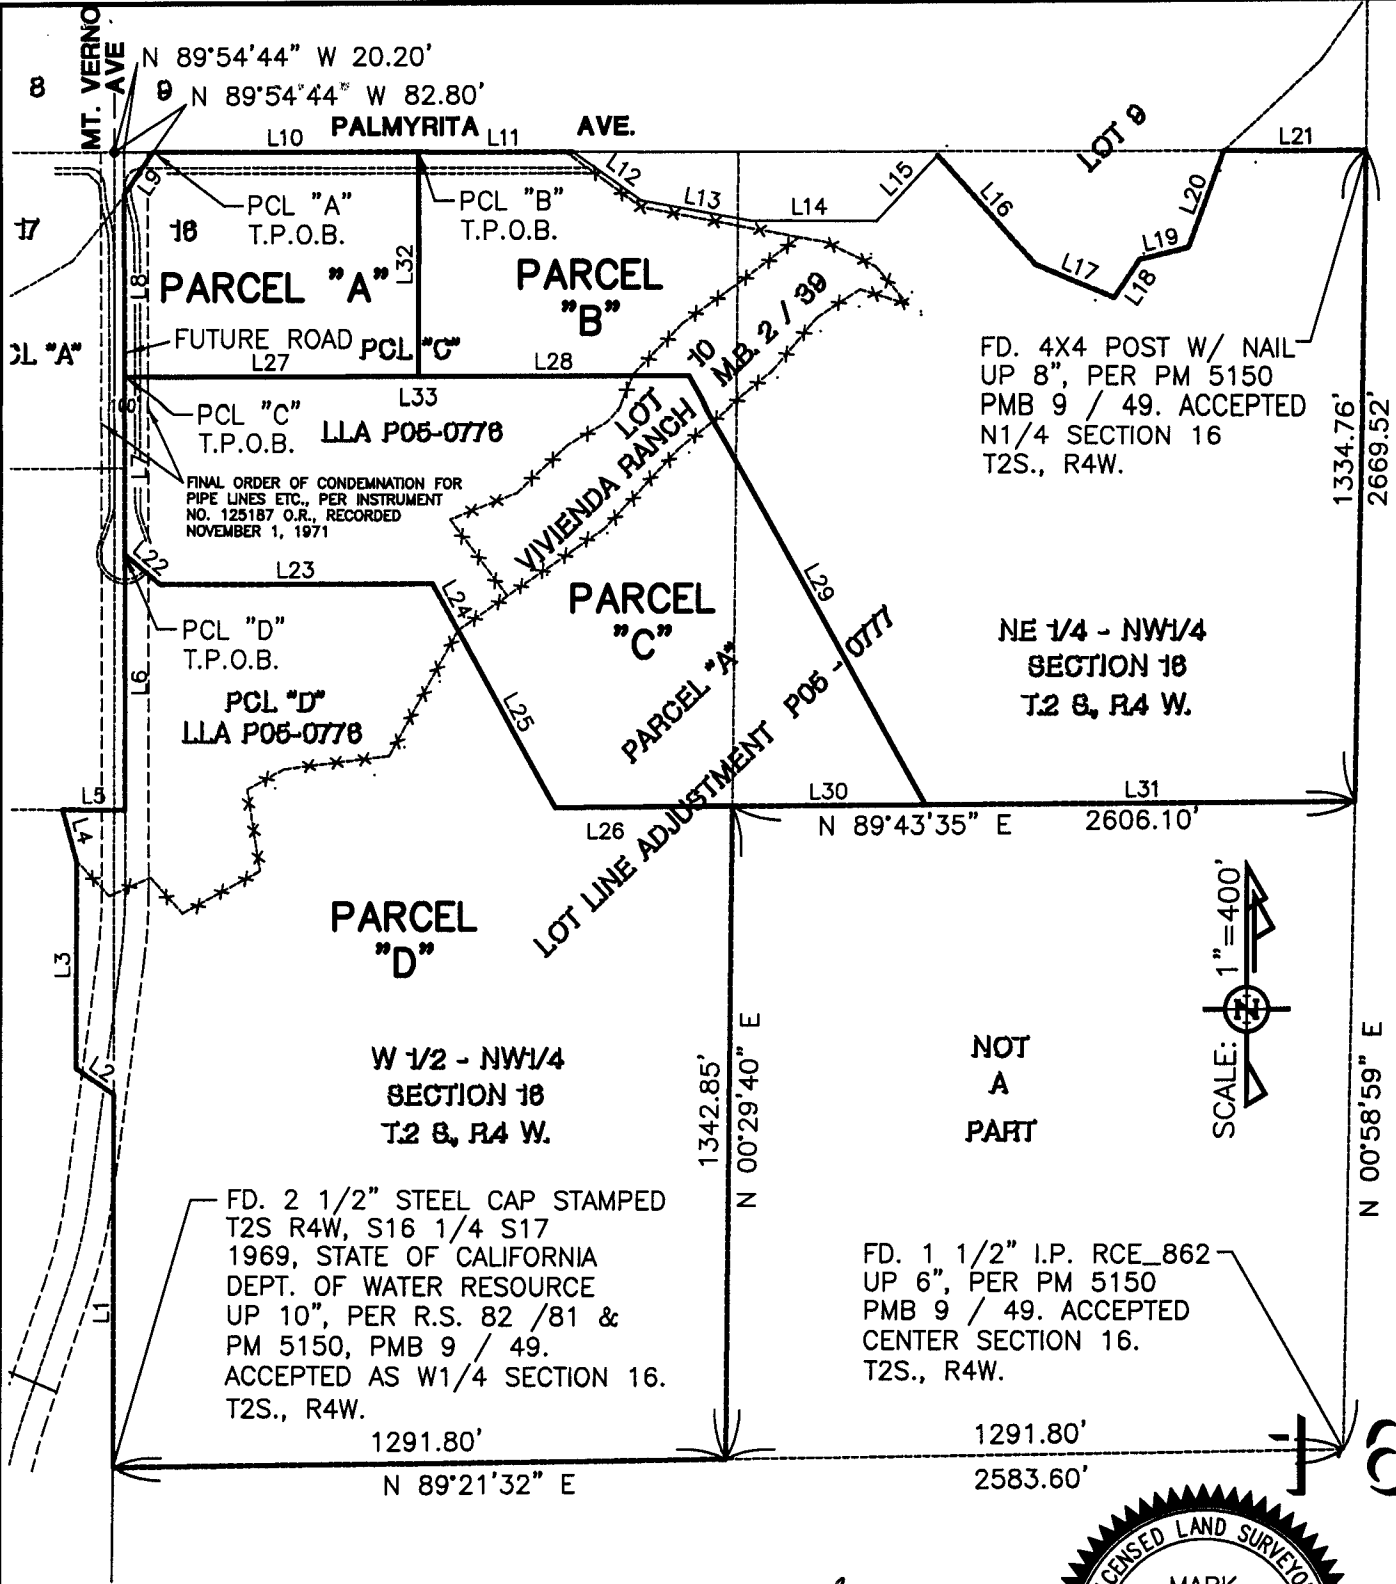 MT. VERNO
AVE
N 89°54'44" W 20.20'
8
9
N 89°54'44" W 82.80'
L10
PALMYRITA
L11
AVE.
LOT 9
L21
L9
L12
L13
L14
L15
L16
L17
L18
L19
L20
17
16
PCL "A"
T.P.O.B.
PCL "B"
T.P.O.B.
L32
L8
PARCEL "A"
PARCEL
"B"
FUTURE ROAD
PCL "C"
CL "A"
L27
L28
L33
LOT 10
M.B. 2 / 39
VIVIENDA RANCH
FD. 4X4 POST W/ NAIL
UP 8", PER PM 5150
PMB 9 / 49. ACCEPTED
N1/4 SECTION 16
T2S., R4W.
1334.76'
2669.52'
PCL "C"
T.P.O.B.
LLA P05-0776
L7
FINAL ORDER OF CONDEMNATION FOR
PIPE LINES ETC., PER INSTRUMENT
NO. 125187 O.R., RECORDED
NOVEMBER 1, 1971
L22
L23
L24
L29
PARCEL
"C"
PCL "D"
T.P.O.B.
L6
PCL "D"
LLA P05-0776
L25
PARCEL "A"
LOT LINE ADJUSTMENT P05 - 0777
NE 1/4 - NW1/4
SECTION 16
T.2 S., R.4 W.
L5
L4
L26
L30
L31
N 89°43'35" E
2606.10'
PARCEL
"D"
L3
L2
SCALE: 1"=400'
N
W 1/2 - NW1/4
SECTION 16
T.2 S., R.4 W.
1342.85'
N 00°29'40" E
NOT
A
PART
N 00°58'59" E
FD. 2 1/2" STEEL CAP STAMPED
T2S R4W, S16 1/4 S17
1969, STATE OF CALIFORNIA
DEPT. OF WATER RESOURCE
UP 10", PER R.S. 82 /81 &
PM 5150, PMB 9 / 49.
ACCEPTED AS W1/4 SECTION 16.
T2S., R4W.
L1
FD. 1 1/2" I.P. RCE_862
UP 6", PER PM 5150
PMB 9 / 49. ACCEPTED
CENTER SECTION 16.
T2S., R4W.
1291.80'
N 89°21'32" E
1291.80'
2583.60'
CENSED LAND SURVEYO
MARK